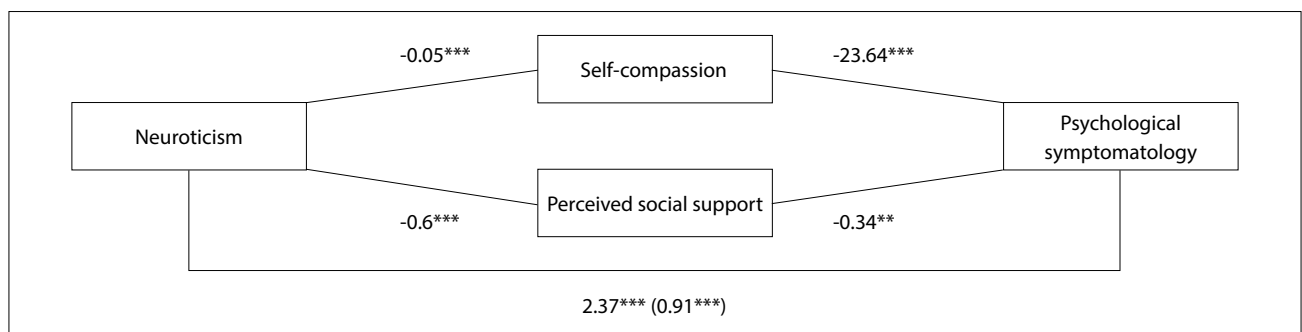 -0.05***
-23.64***
Self-compassion
Neuroticism
Psychological
symptomatology
Perceived social support
-0.6***
-0.34**
2.37*** (0.91***)